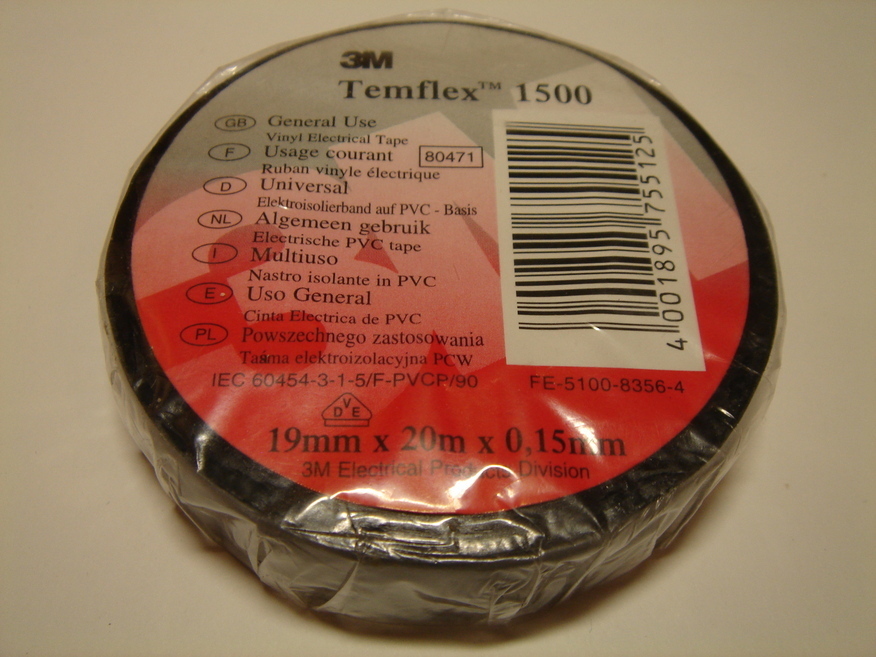 3M
Temflex™ 1500
GB General Use
Vinyl Electrical Tape
F Usage courant 80471
Ruban vinyle électrique
D Universal
Elektroisolierband auf PVC - Basis
NL Algemeen gebruik
Electrische PVC tape
I Multiuso
Nastro isolante in PVC
E Uso General
Cinta Electrica de PVC
PL Powszechnego zastosowania
Taśma elektroizolacyjna PCW
4 001895 755125
IEC 60454-3-1-5/F-PVCP/90 FE-5100-8356-4
DVE
19mm x 20m x 0,15mm
3M Electrical Products Division